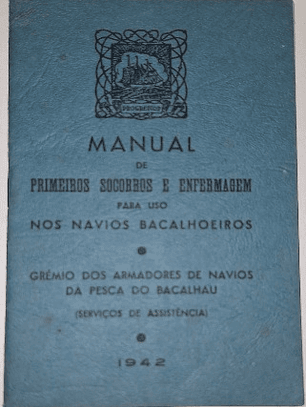 PROGREDIOR
MANUAL
DE
PRIMEIROS SOCORROS E ENFERMAGEM
PARA USO
NOS NAVIOS BACALHOEIROS
GRÉMIO DOS ARMADORES DE NAVIOS
DA PESCA DO BACALHAU
(SERVIÇOS DE ASSISTÊNCIA)
1942